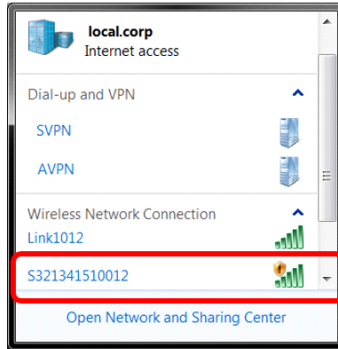 local.corp
Internet access
Dial-up and VPN
SVPN
AVPN
Wireless Network Connection
Link1012
S321341510012
Open Network and Sharing Center